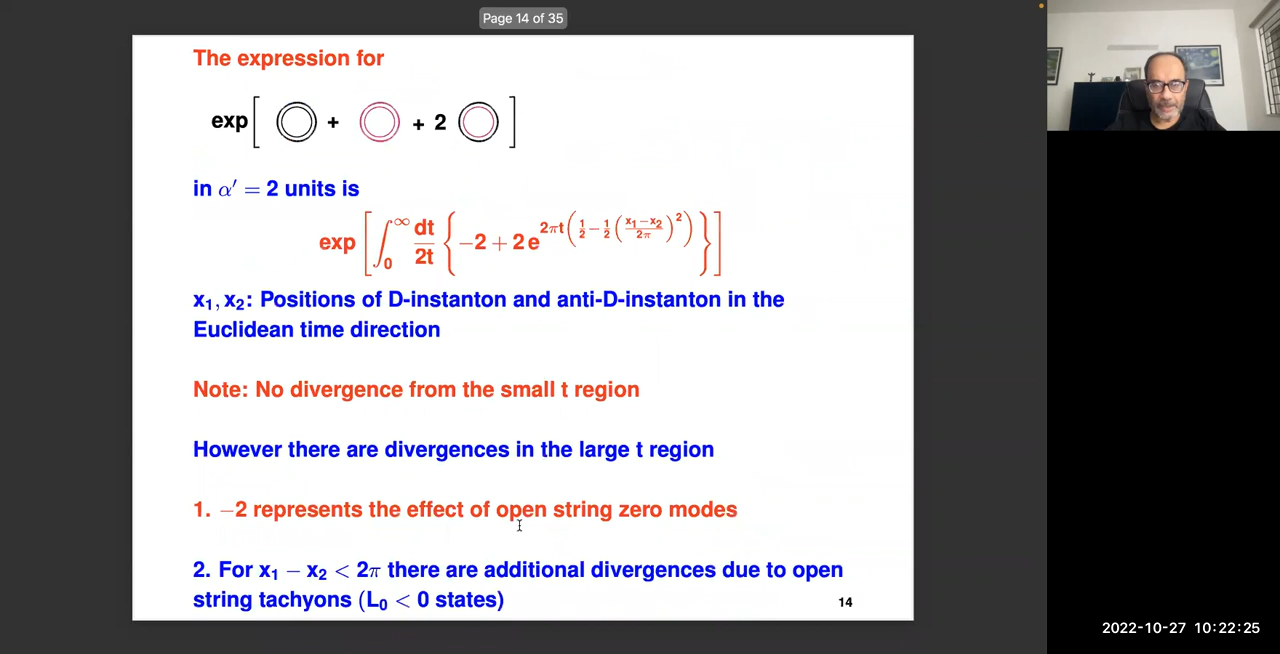 Page 14 of 35
The expression for
exp[ + + 2 ]
in α′ = 2 units is
exp[∫₀^∞ dt/2t {−2 + 2 e^{2πt(1/2 − 1/2((x₁−x₂)/2π)²)}}]
x₁, x₂: Positions of D-instanton and anti-D-instanton in the
Euclidean time direction
Note: No divergence from the small t region
However there are divergences in the large t region
1. −2 represents the effect of open string zero modes
2. For x₁ − x₂ < 2π there are additional divergences due to open
string tachyons (L₀ < 0 states)
14
2022-10-27 10:22:25